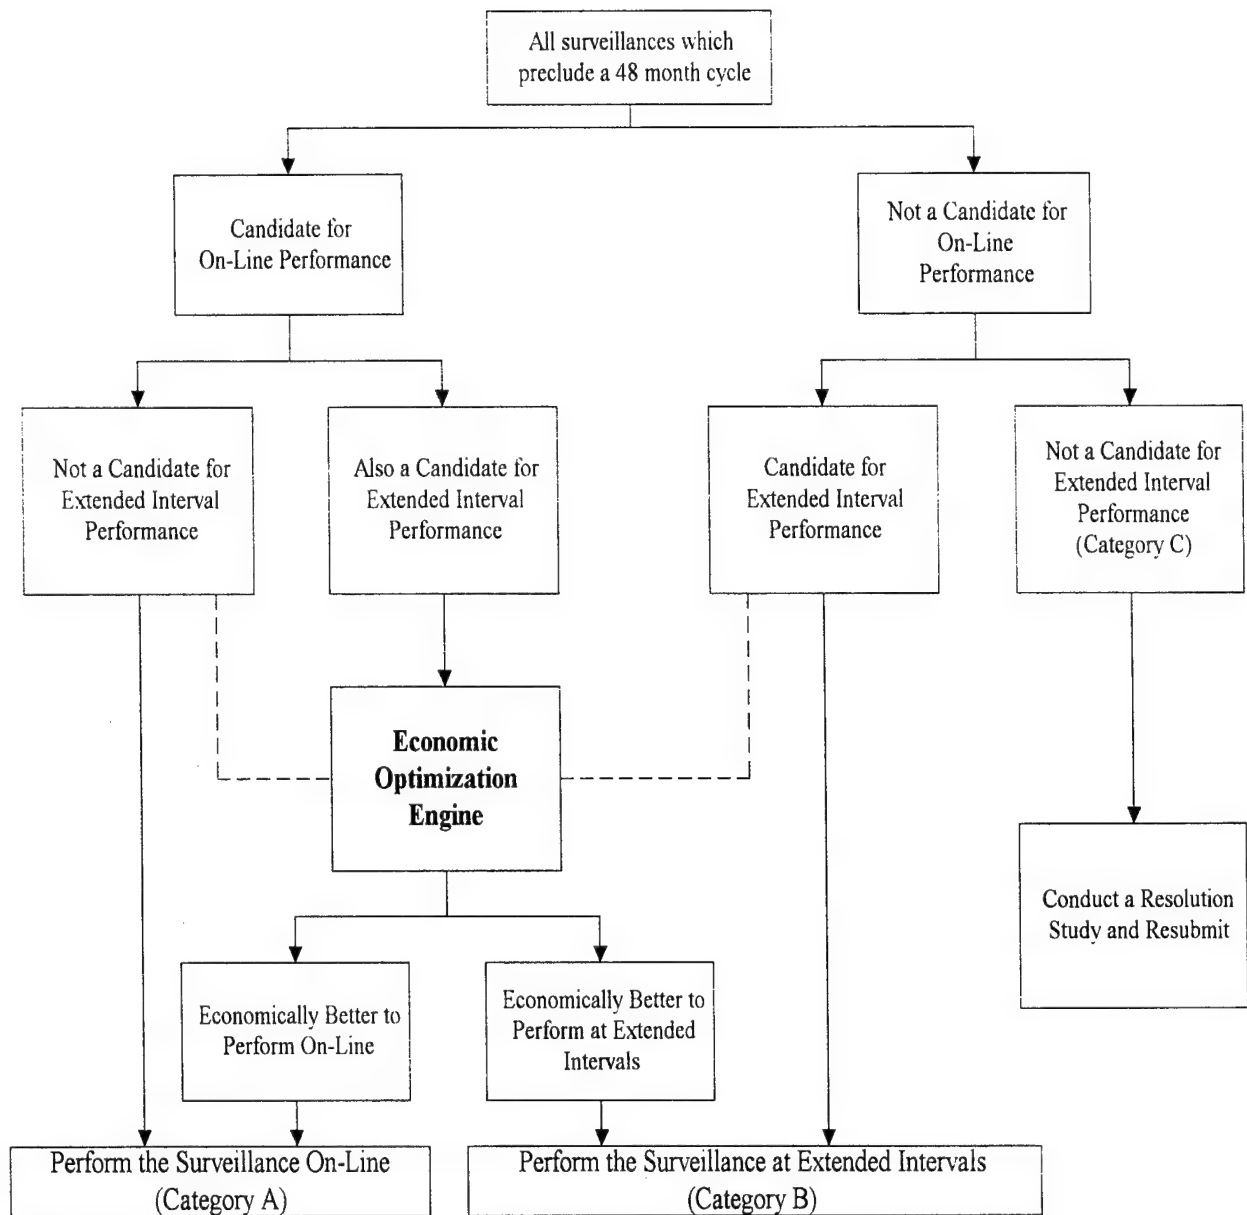 All surveillances which
preclude a 48 month cycle
Candidate for
On-Line Performance
Not a Candidate for
On-Line
Performance
Not a Candidate for
Extended Interval
Performance
Also a Candidate for
Extended Interval
Performance
Candidate for
Extended Interval
Performance
Not a Candidate for
Extended Interval
Performance
(Category C)
Economic
Optimization
Engine
Conduct a Resolution
Study and Resubmit
Economically Better to
Perform On-Line
Economically Better to
Perform at Extended
Intervals
Perform the Surveillance On-Line
(Category A)
Perform the Surveillance at Extended Intervals
(Category B)